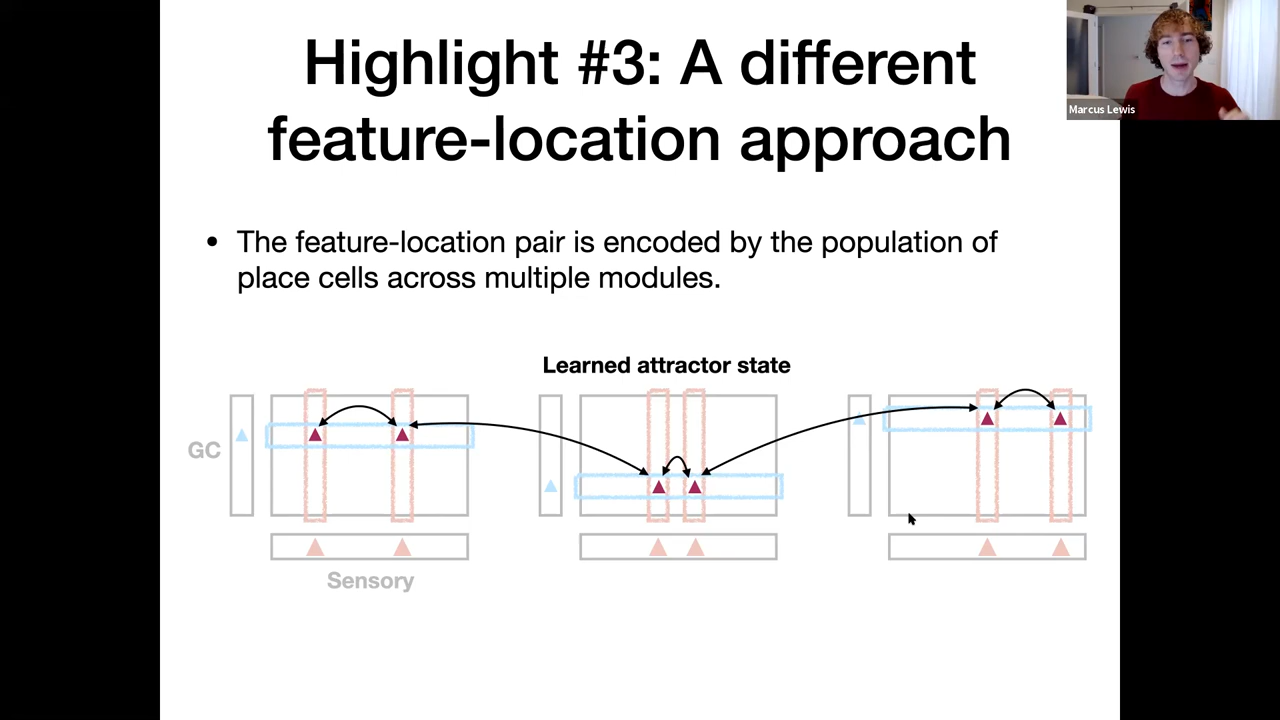 Highlight #3: A different
feature-location approach
Marcus Lewis
• The feature-location pair is encoded by the population of
place cells across multiple modules.
Learned attractor state
GC
Sensory